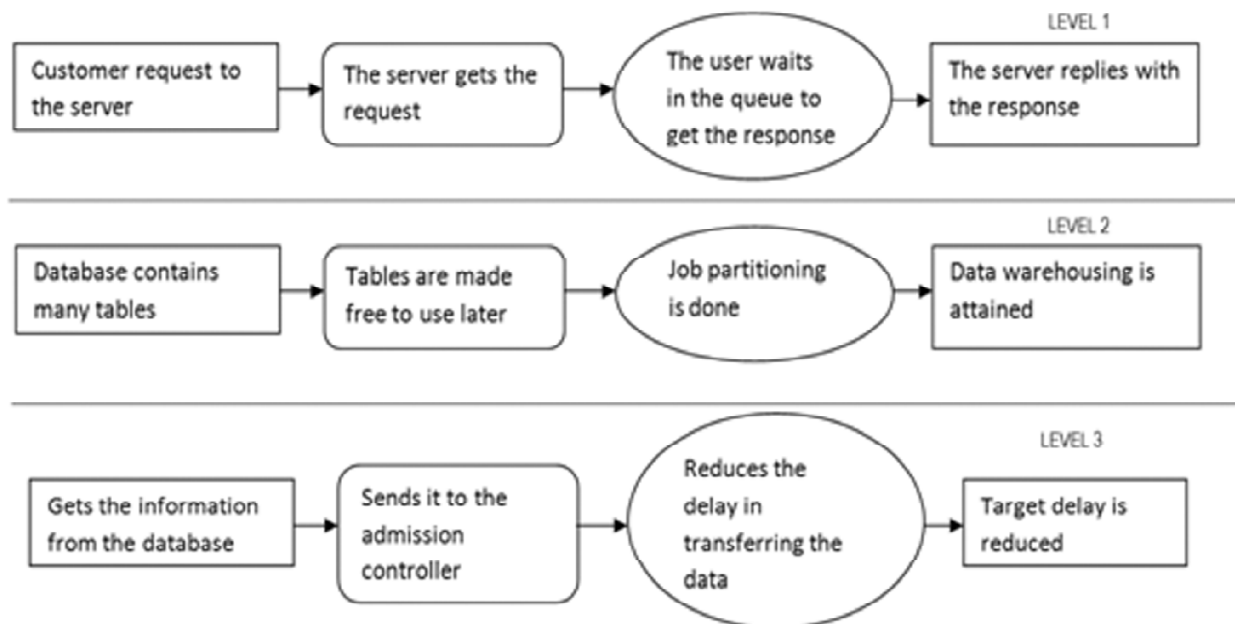 LEVEL 1
Customer request to
the server
The server gets the
request
The user waits
in the queue to
get the response
The server replies with
the response
LEVEL 2
Database contains
many tables
Tables are made
free to use later
Job partitioning
is done
Data warehousing is
attained
LEVEL 3
Gets the information
from the database
Sends it to the
admission
controller
Reduces the
delay in
transferring the
data
Target delay is
reduced